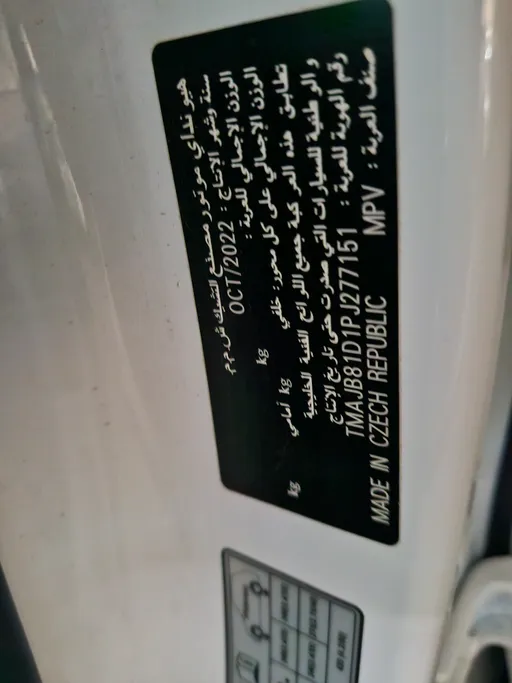 هيونداي موتور مصنع التشيك ش.م.م
سنة وشهر الانتاج : OCT/2022
الوزن الإجمالي للعربة : kg
الوزن الإجمالي على كل محور: خلفي kg أمامي kg
تطابق هذه المركبة جميع اللوائح الفنية الخليجية
و الوطنية للسيارات التي صدرت حتى تاريخ الإنتاج
رقم الهوية للعربة : TMAJB81D1PJ277151
صنف العربة : MPV MADE IN CZECH REPUBLIC